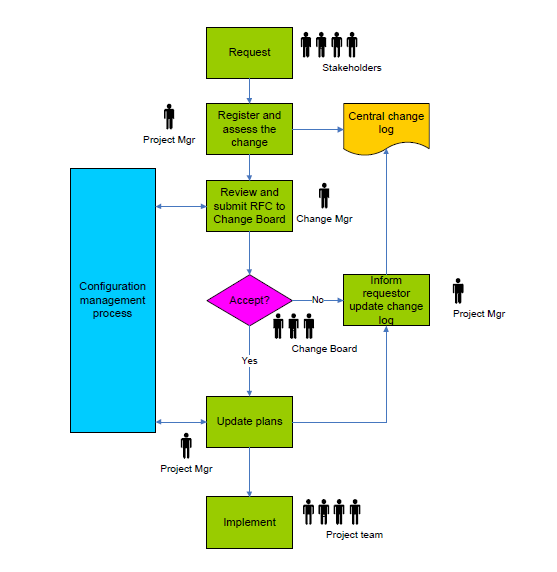 Request
Stakeholders
Register and
assess the
change
Project Mgr
Central change
log
Review and
submit RFC to
Change Board
Change Mgr
Configuration
management
process
Accept?
No
Inform
requestor
update change
log
Project Mgr
Change Board
Yes
Update plans
Project Mgr
Implement
Project team